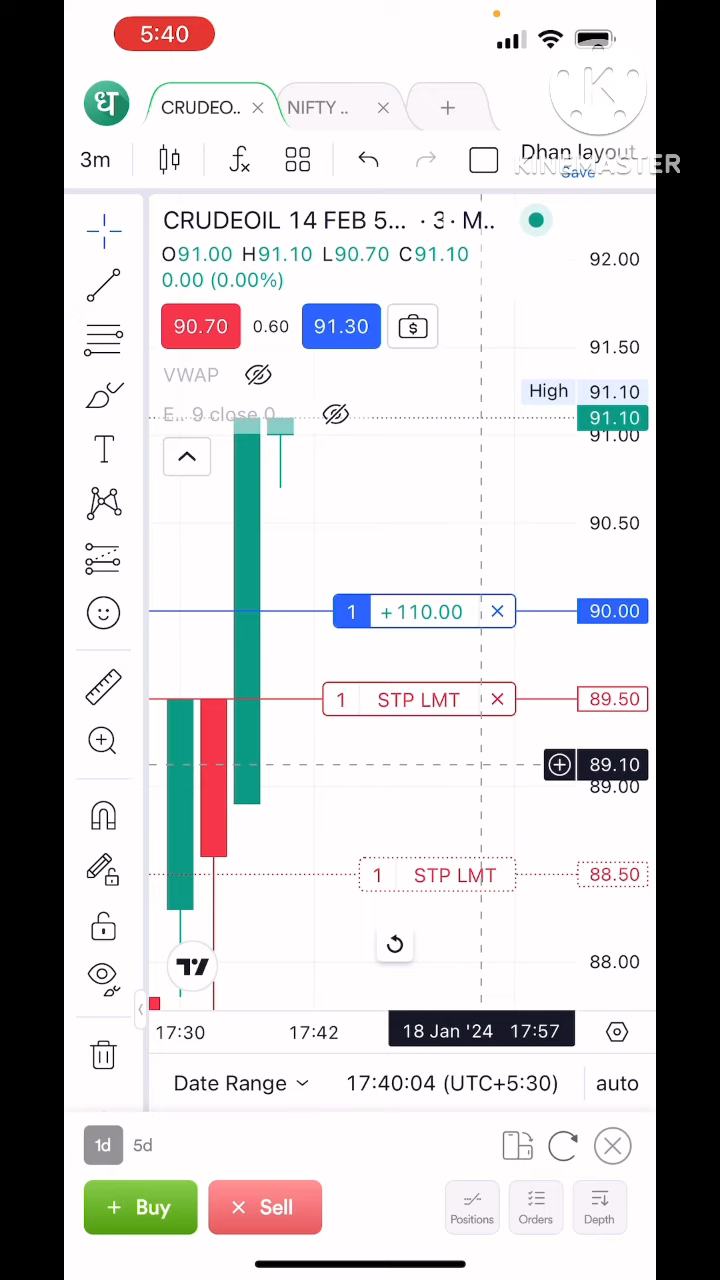 5:40
ध
CRUDEO.. ×
NIFTY .. ×
+
K
3m
Dhan layout
Save
KINEMASTER
CRUDEOIL 14 FEB 5... · 3 · M..
O91.00 H91.10 L90.70 C91.10
0.00 (0.00%)
90.70 0.60 91.30
VWAP
E.. 9 close 0
92.00
91.50
High 91.10
91.10
91.00
90.50
1 +110.00 × 90.00
1 STP LMT × 89.50
89.10
89.00
1 STP LMT 88.50
88.00
17:30 17:42 18 Jan '24 17:57
Date Range 17:40:04 (UTC+5:30) auto
1d 5d
+ Buy × Sell
Positions Orders Depth